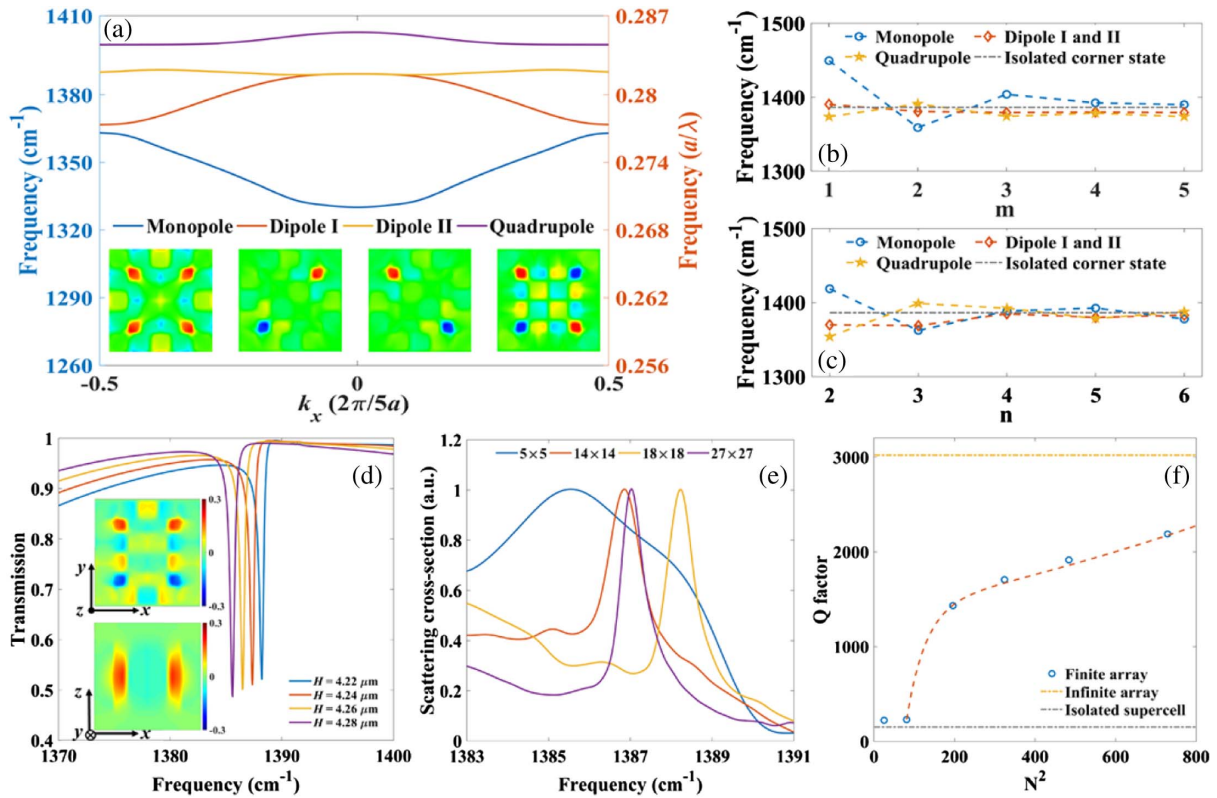 (a)
1410
1380
1350
1320
1290
1260
Frequency (cm⁻¹)
0.287
0.28
0.274
0.268
0.262
0.256
Frequency (a/λ)
Monopole Dipole I Dipole II Quadrupole
-0.5 0 0.5
kₓ (2π/5a)
1500
1400
1300
Frequency (cm⁻¹)
Monopole Dipole I and II
Quadrupole Isolated corner state
(b)
1 2 3 4 5
m
1500
1400
1300
Frequency (cm⁻¹)
Monopole Dipole I and II
Quadrupole Isolated corner state
(c)
2 3 4 5 6
n
1
0.9
0.8
0.7
0.6
0.5
0.4
Transmission
(d)
0.3
0
-0.3
y
z x
0.3
0
-0.3
z
y x
H = 4.22 μm
H = 4.24 μm
H = 4.26 μm
H = 4.28 μm
1370 1380 1390 1400
Frequency (cm⁻¹)
1.2
1
0.8
0.6
0.4
0.2
0
Scattering cross-section (a.u.)
5×5 14×14 18×18 27×27
(e)
1383 1385 1387 1389 1391
Frequency (cm⁻¹)
3000
2000
1000
0
Q factor
(f)
Finite array
Infinite array
Isolated supercell
0 200 400 600 800
N²